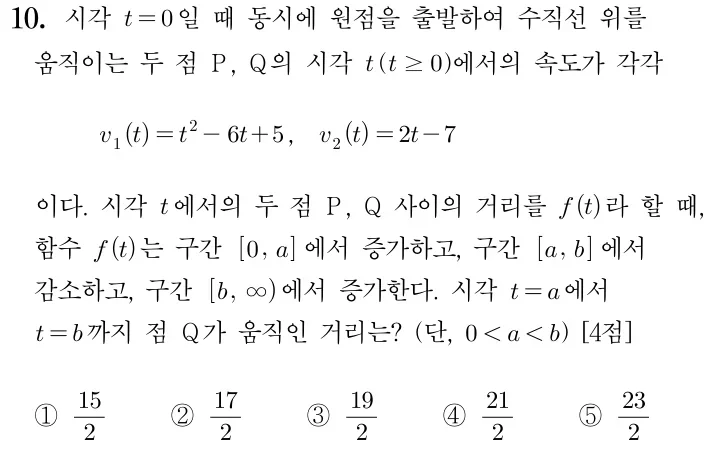 10. 시각 t=0일 때 동시에 원점을 출발하여 수직선 위를
움직이는 두 점 P, Q의 시각 t(t≥0)에서의 속도가 각각
v₁(t)=t²-6t+5, v₂(t)=2t-7
이다. 시각 t에서의 두 점 P, Q 사이의 거리를 f(t)라 할 때,
함수 f(t)는 구간 [0, a]에서 증가하고, 구간 [a, b]에서
감소하고, 구간 [b, ∞)에서 증가한다. 시각 t=a에서
t=b까지 점 Q가 움직인 거리는? (단, 0<a<b) [4점]
① 15/2 ② 17/2 ③ 19/2 ④ 21/2 ⑤ 23/2